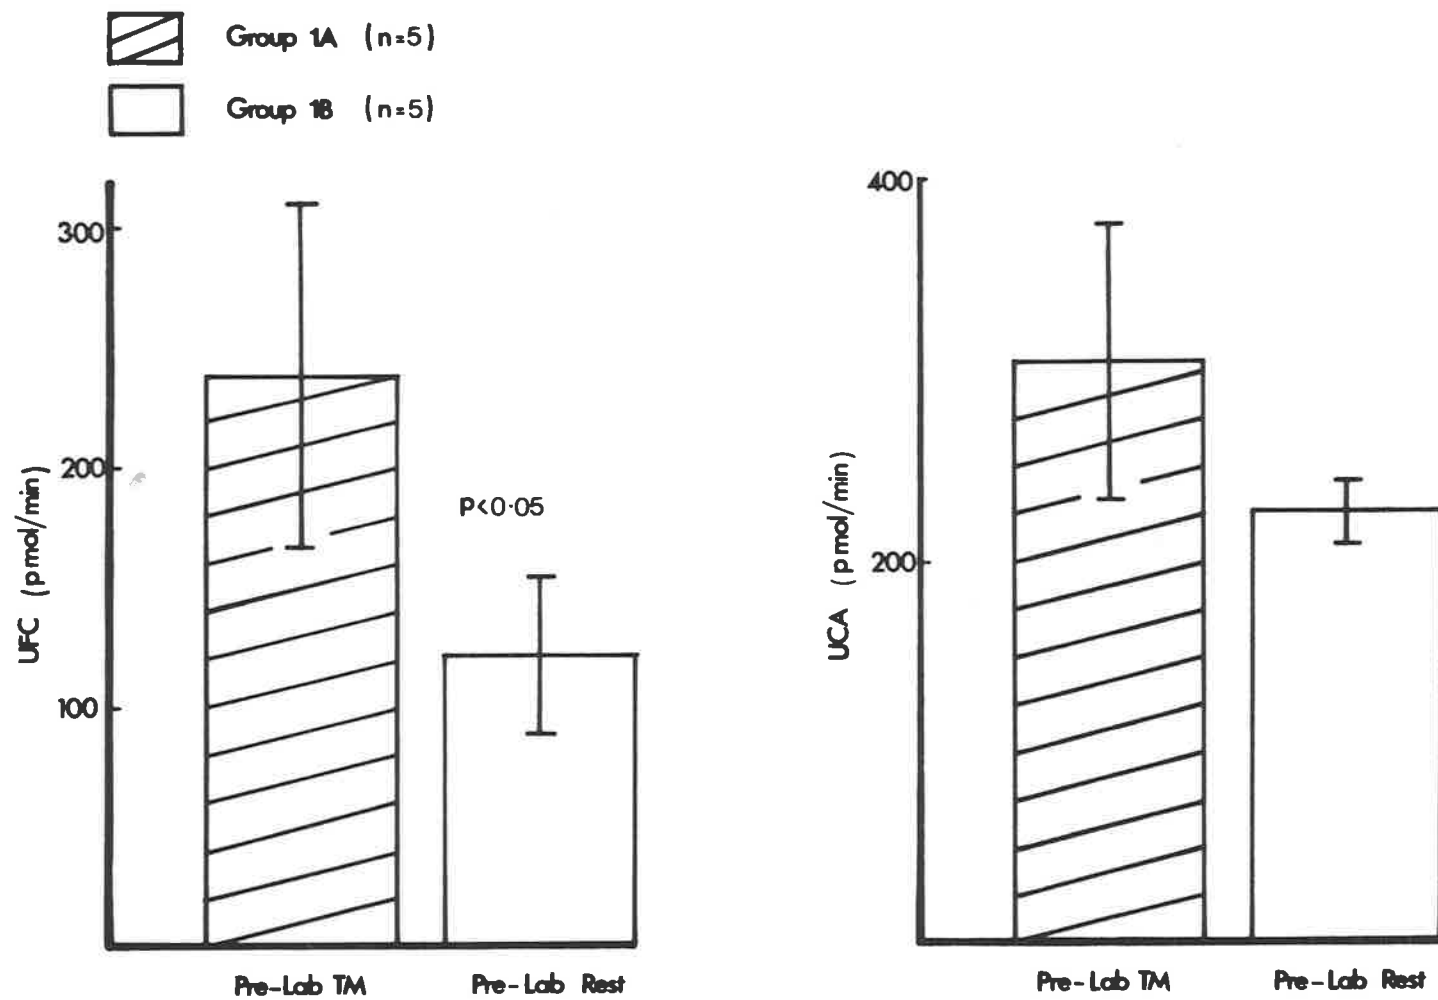 Group 1A (n=5)
Group 1B (n=5)
300
200
100
UFC (pmol/min)
p<0·05
Pre-Lab TM
Pre-Lab Rest
400
200
UCA (pmol/min)
Pre-Lab TM
Pre-Lab Rest